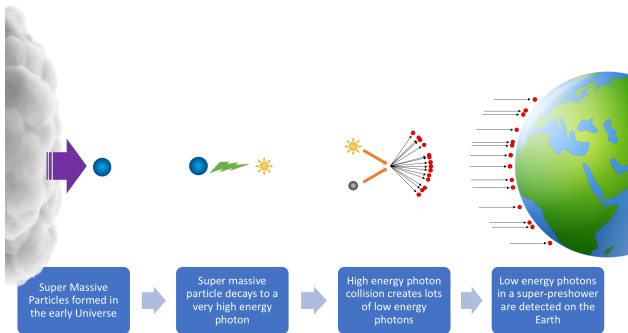 Super Massive
Particles formed in
the early Universe
Super massive
particle decays to a
very high energy
photon
High energy photon
collision creates lots
of low energy
photons
Low energy photons
in a super-preshower
are detected on the
Earth